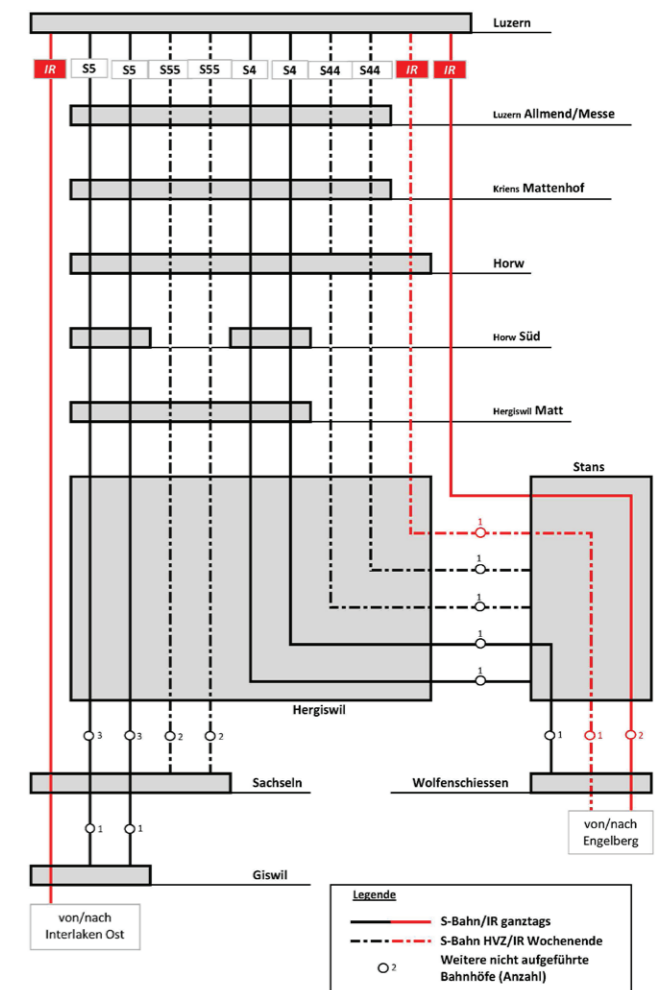 Luzern
IR S5 S5 S55 S55 S4 S4 S44 S44 IR IR
Luzern Allmend/Messe
Kriens Mattenhof
Horw
Horw Süd
Hergiswil Matt
Stans
1
1
1
1
1
Hergiswil
3 3 2 2 1 1 2
Sachseln
Wolfenschiessen
1 1
von/nach
Engelberg
Giswil
von/nach
Interlaken Ost
Legende
S-Bahn/IR ganztags
S-Bahn HVZ/IR Wochenende
2 Weitere nicht aufgeführte
Bahnhöfe (Anzahl)